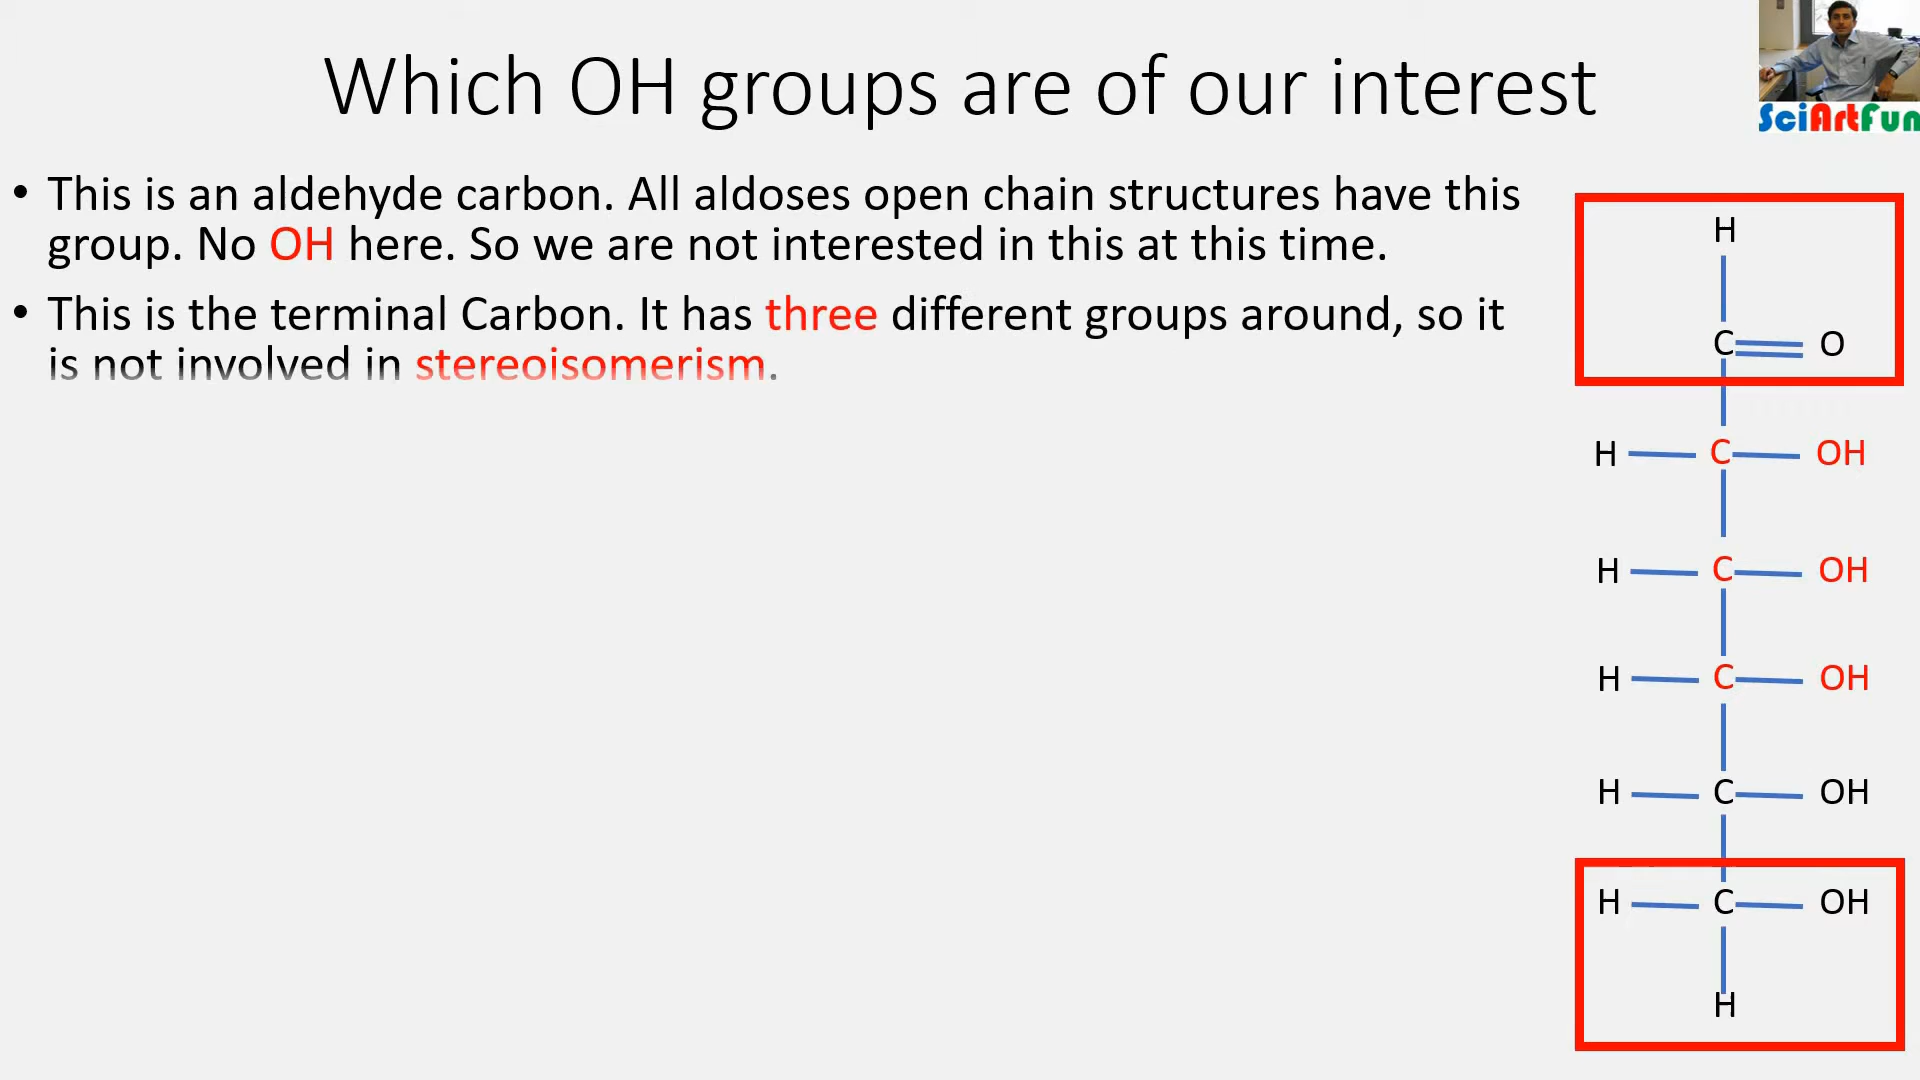 Which OH groups are of our interest
SciArtFun
• This is an aldehyde carbon. All aldoses open chain structures have this
group. No OH here. So we are not interested in this at this time.
• This is the terminal Carbon. It has three different groups around, so it
is not involved in stereoisomerism.
H
C O
H C OH
H C OH
H C OH
H C OH
H C OH
H